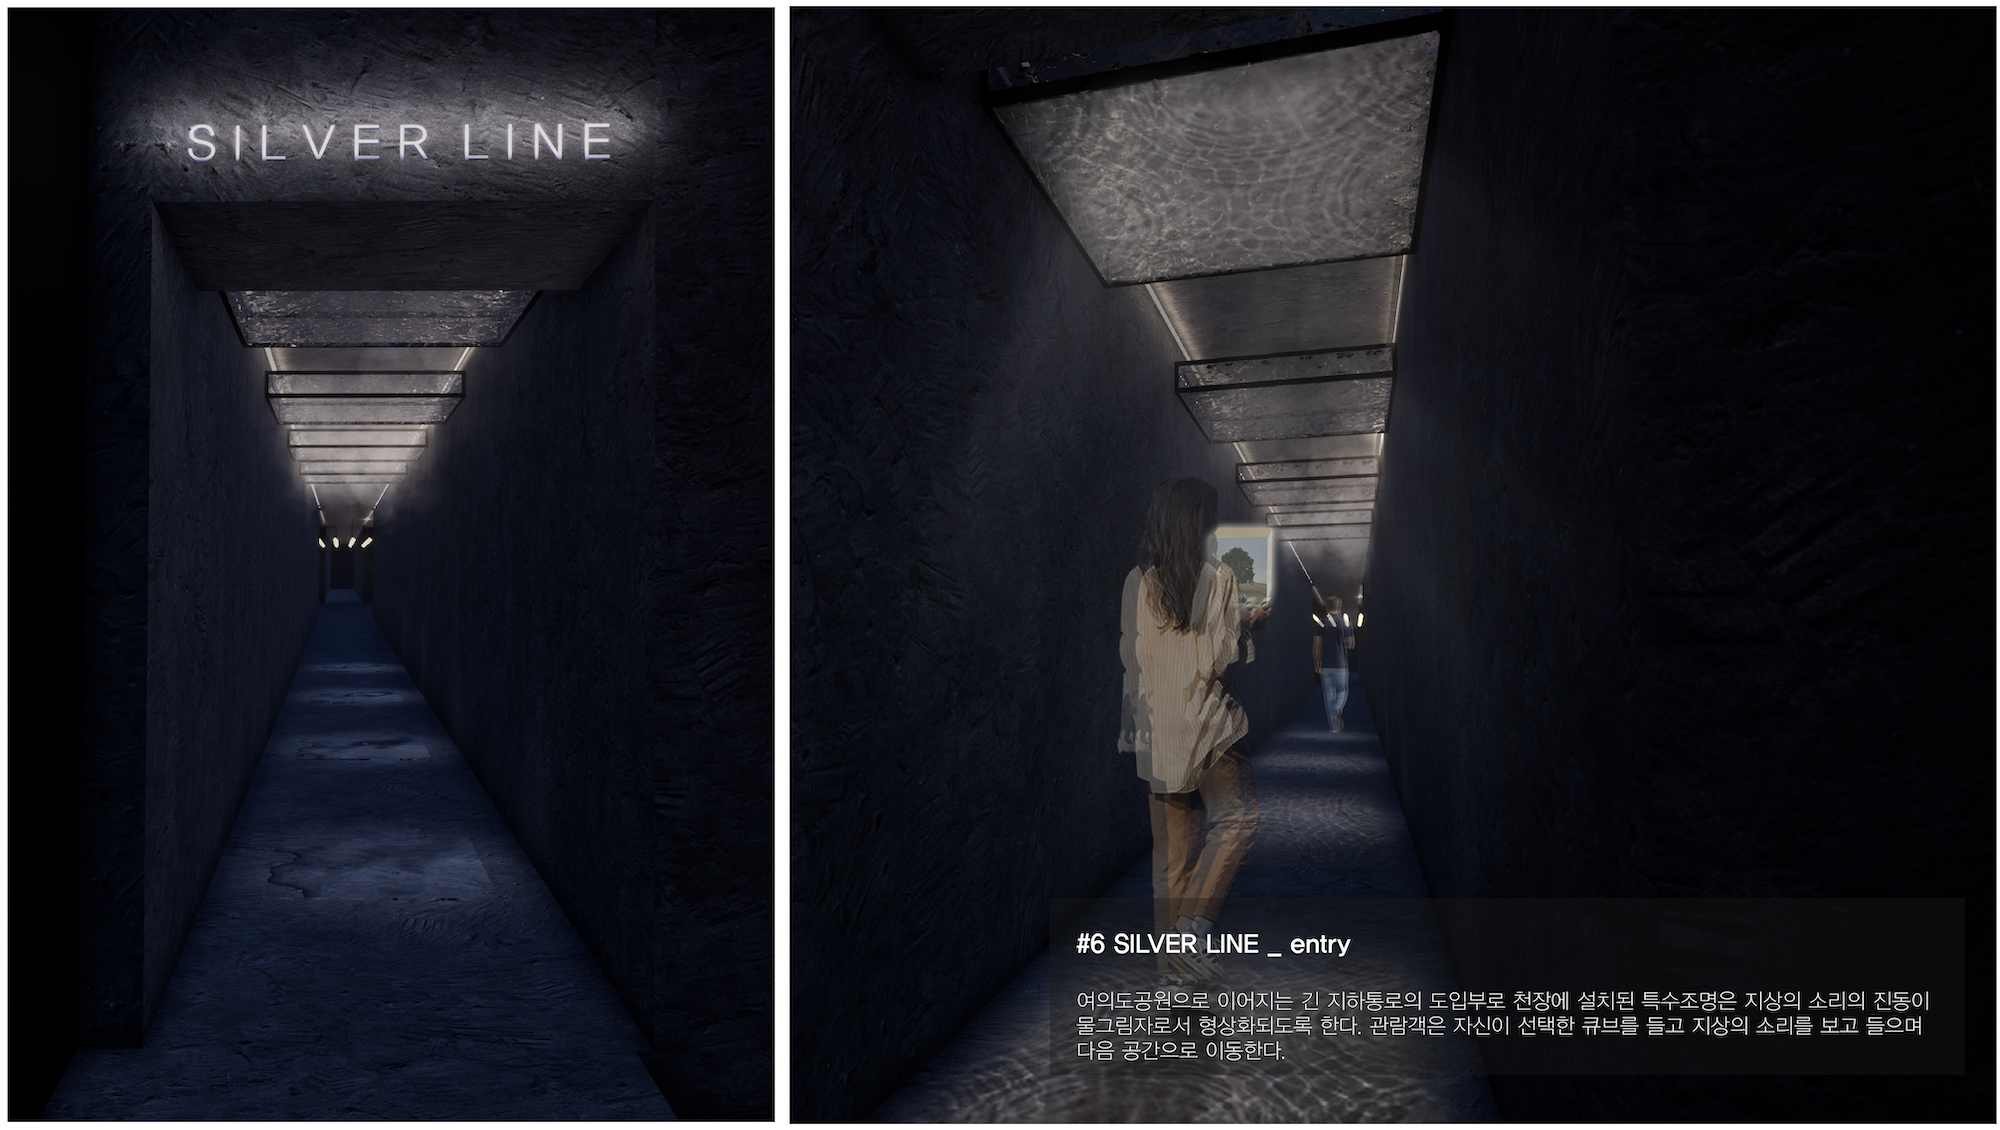 SILVER LINE
#6 SILVER LINE _ entry
여의도공원으로 이어지는 긴 지하통로의 도입부로 천장에 설치된 특수조명은 지상의 소리의 진동이
물그림자로서 형상화되도록 한다. 관람객은 자신이 선택한 큐브를 들고 지상의 소리를 보고 들으며
다음 공간으로 이동한다.